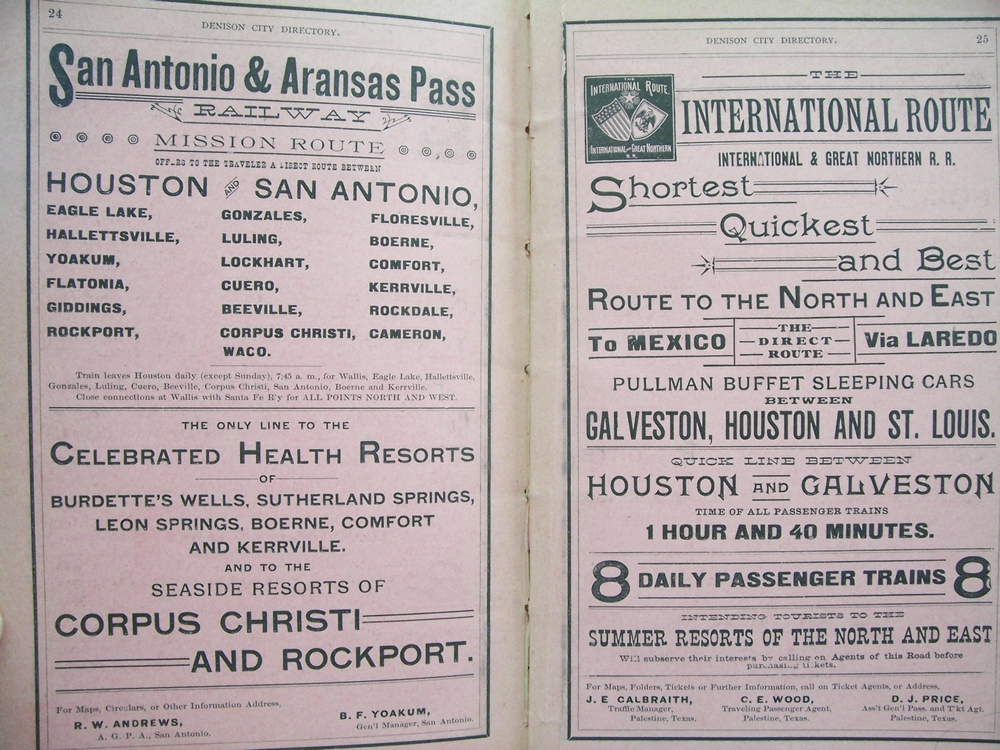 24
DENISON CITY DIRECTORY.
San Antonio & Aransas Pass
RAILWAY
MISSION ROUTE
OFFERS TO THE TRAVELER A DIRECT ROUTE BETWEEN
HOUSTON AND SAN ANTONIO,
EAGLE LAKE, GONZALES, FLORESVILLE,
HALLETTSVILLE, LULING, BOERNE,
YOAKUM, LOCKHART, COMFORT,
FLATONIA, CUERO, KERRVILLE,
GIDDINGS, BEEVILLE, ROCKDALE,
ROCKPORT, CORPUS CHRISTI, CAMERON,
WACO.
Train leaves Houston daily (except Sunday), 7:45 a. m., for Wallis, Eagle Lake, Hallettsville,
Gonzales, Luling, Cuero, Beeville, Corpus Christi, San Antonio, Boerne and Kerrville.
Close connections at Wallis with Santa Fe R'y for ALL POINTS NORTH AND WEST.
THE ONLY LINE TO THE
CELEBRATED HEALTH RESORTS
OF
BURDETTE'S WELLS, SUTHERLAND SPRINGS,
LEON SPRINGS, BOERNE, COMFORT
AND KERRVILLE.
AND TO THE
SEASIDE RESORTS OF
CORPUS CHRISTI
AND ROCKPORT.
For Maps, Circulars, or Other Information Address.
R. W. ANDREWS, B. F. YOAKUM,
A. G. P. A., San Antonio. Gen'l Manager, San Antonio.
DENISON CITY DIRECTORY. 25
THE
INTERNATIONAL ROUTE.
INTERNATIONAL AND GREAT NORTHERN
R.R.
INTERNATIONAL ROUTE
INTERNATIONAL & GREAT NORTHERN R. R.
Shortest
Quickest
and Best
ROUTE TO THE NORTH AND EAST
To MEXICO THE DIRECT ROUTE Via LAREDO
PULLMAN BUFFET SLEEPING CARS
BETWEEN
GALVESTON, HOUSTON AND ST. LOUIS.
QUICK LINE BETWEEN
HOUSTON AND GALVESTON
TIME OF ALL PASSENGER TRAINS
1 HOUR AND 40 MINUTES.
8 DAILY PASSENGER TRAINS 8
INTENDING TOURISTS TO THE
SUMMER RESORTS OF THE NORTH AND EAST
Will subserve their interests by calling on Agents of this Road before
purchasing tickets.
For Maps, Folders, Tickets or Further Imformation, call on Ticket Agents, or Address,
J. E CALBRAITH, C. E. WOOD, D. J. PRICE,
Traffic Manager, Traveling Passenger Agent, Ass't Gen'l Pass. and T'kt Agt.
Palestine, Texas. Palestine, Texas. Palestine, Texas.